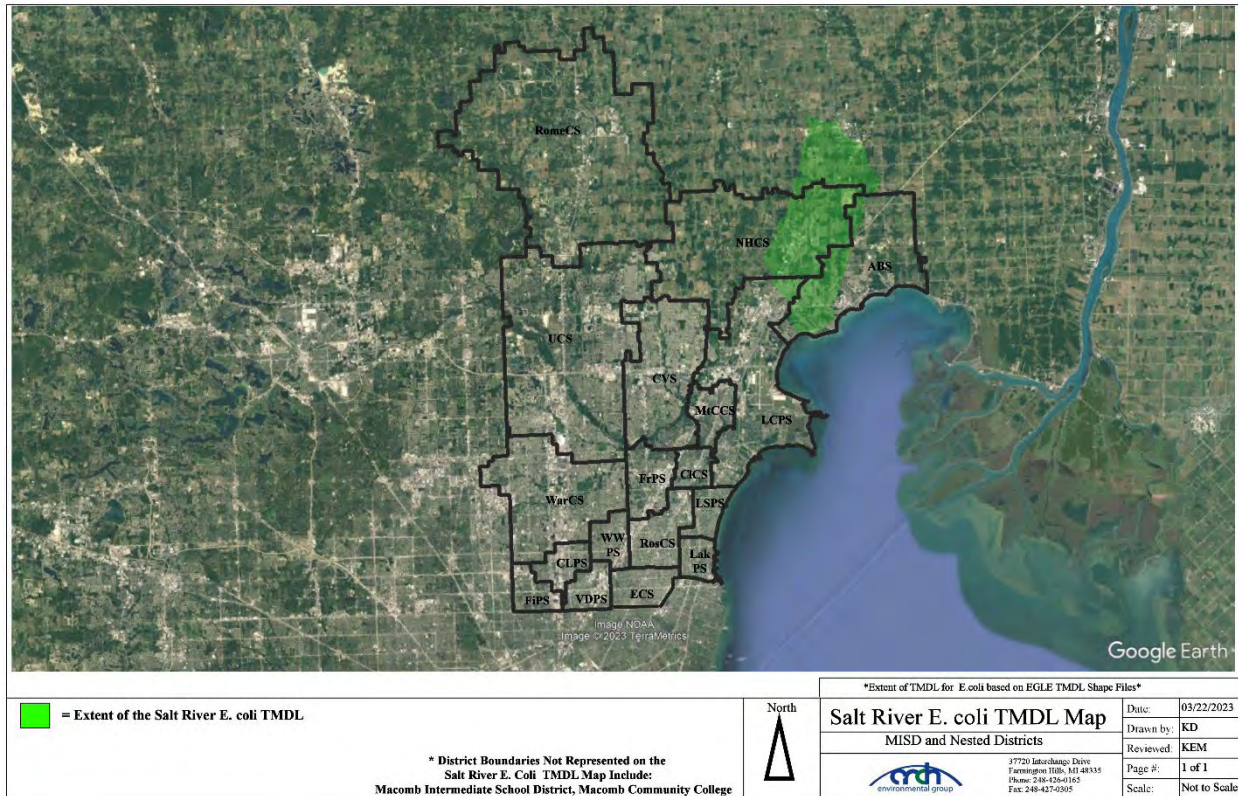 RomeCS
NHCS
ABS
UCS
CVS
MtCCS
LCPS
FrPS
ClCS
WarCS
LSPS
WW
PS
RosCS
Lak
PS
CLPS
FiPS
VDPS
ECS
Image NOAA
Image © 2023 TerraMetrics
Google Earth
*Extent of TMDL for E.coli based on EGLE TMDL Shape Files*
= Extent of the Salt River E. coli TMDL
* District Boundaries Not Represented on the
Salt River E. Coli TMDL Map Include:
Macomb Intermediate School District, Macomb Community College
North
Salt River E. coli TMDL Map
MISD and Nested Districts
arch
environmental group
37720 Interchange Drive
Farmington Hills, MI 48335
Phone: 248-426-0165
Fax: 248-427-0305
Date: 03/22/2023
Drawn by: KD
Reviewed: KEM
Page #: 1 of 1
Scale: Not to Scale